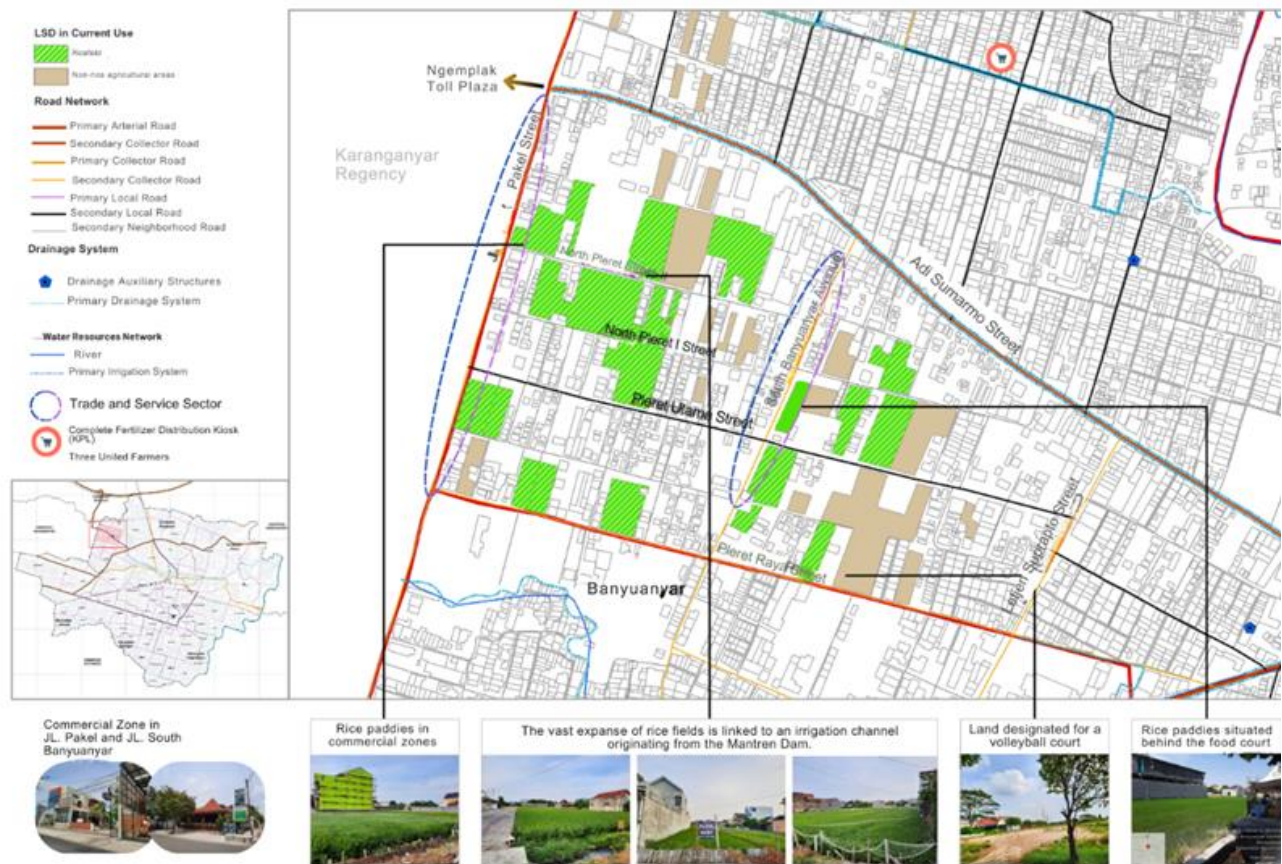 LSD in Current Use
Ricefield
Non-rice agricultural areas
Road Network
Primary Arterial Road
Secondary Collector Road
Primary Collector Road
Secondary Collector Road
Primary Local Road
Secondary Local Road
Secondary Neighborhood Road
Drainage System
Drainage Auxiliary Structures
Primary Drainage System
Water Resources Network
River
Primary Irrigation System
Trade and Service Sector
Complete Fertilizer Distribution Kiosk
(KPL)
Three United Farmers
Ngemplak
Toll Plaza
Karanganyar
Regency
Pakel Street
North Pleret
North Pleret I Street
Pleret Utama Street
South Banyuanyar Avenue
Adi Sumarmo Street
Letjen Suprapto Street
Pleret Raya Street
Banyuanyar
Commercial Zone in
JL. Pakel and JL. South
Banyuanyar
Rice paddies in
commercial zones
The vast expanse of rice fields is linked to an irrigation channel
originating from the Mantren Dam.
Land designated for a
volleyball court
Rice paddies situated
behind the food court